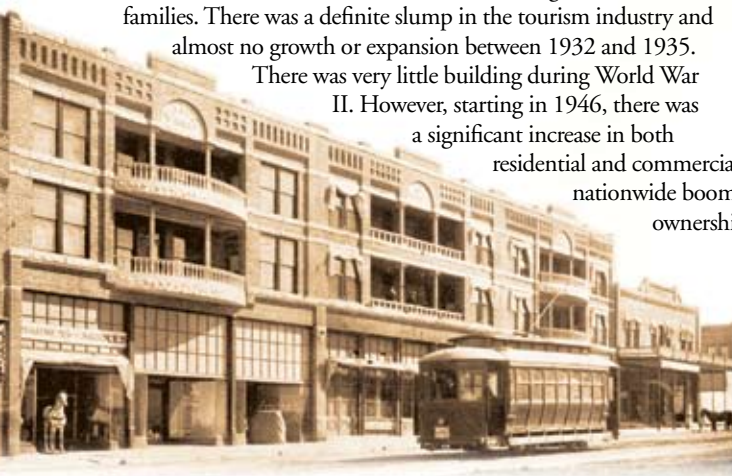 families. There was a definite slump in the tourism industry and
almost no growth or expansion between 1932 and 1935.
There was very little building during World War
II. However, starting in 1946, there was
a significant increase in both
residential and commercia
nationwide boom
ownershi